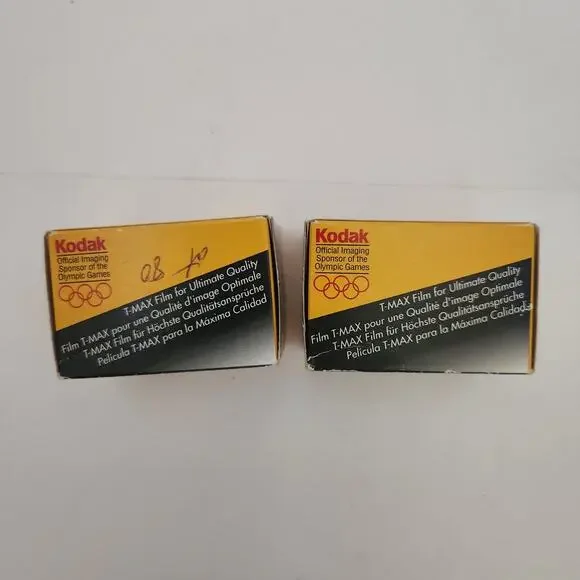 Kodak
Official Imaging
Sponsor of the
Olympic Games
T-MAX Film for Ultimate Quality
Film T-MAX pour une Qualité d'image Optimale
T-MAX Film für Höchste Qualitätsansprüche
Película T-MAX para la Máxima Calidad
Kodak
Official Imaging
Sponsor of the
Olympic Games
T-MAX Film for Ultimate Quality
Film T-MAX pour une Qualité d'image Optimale
T-MAX Film für Höchste Qualitätsansprüche
Película T-MAX para la Máxima Calidad